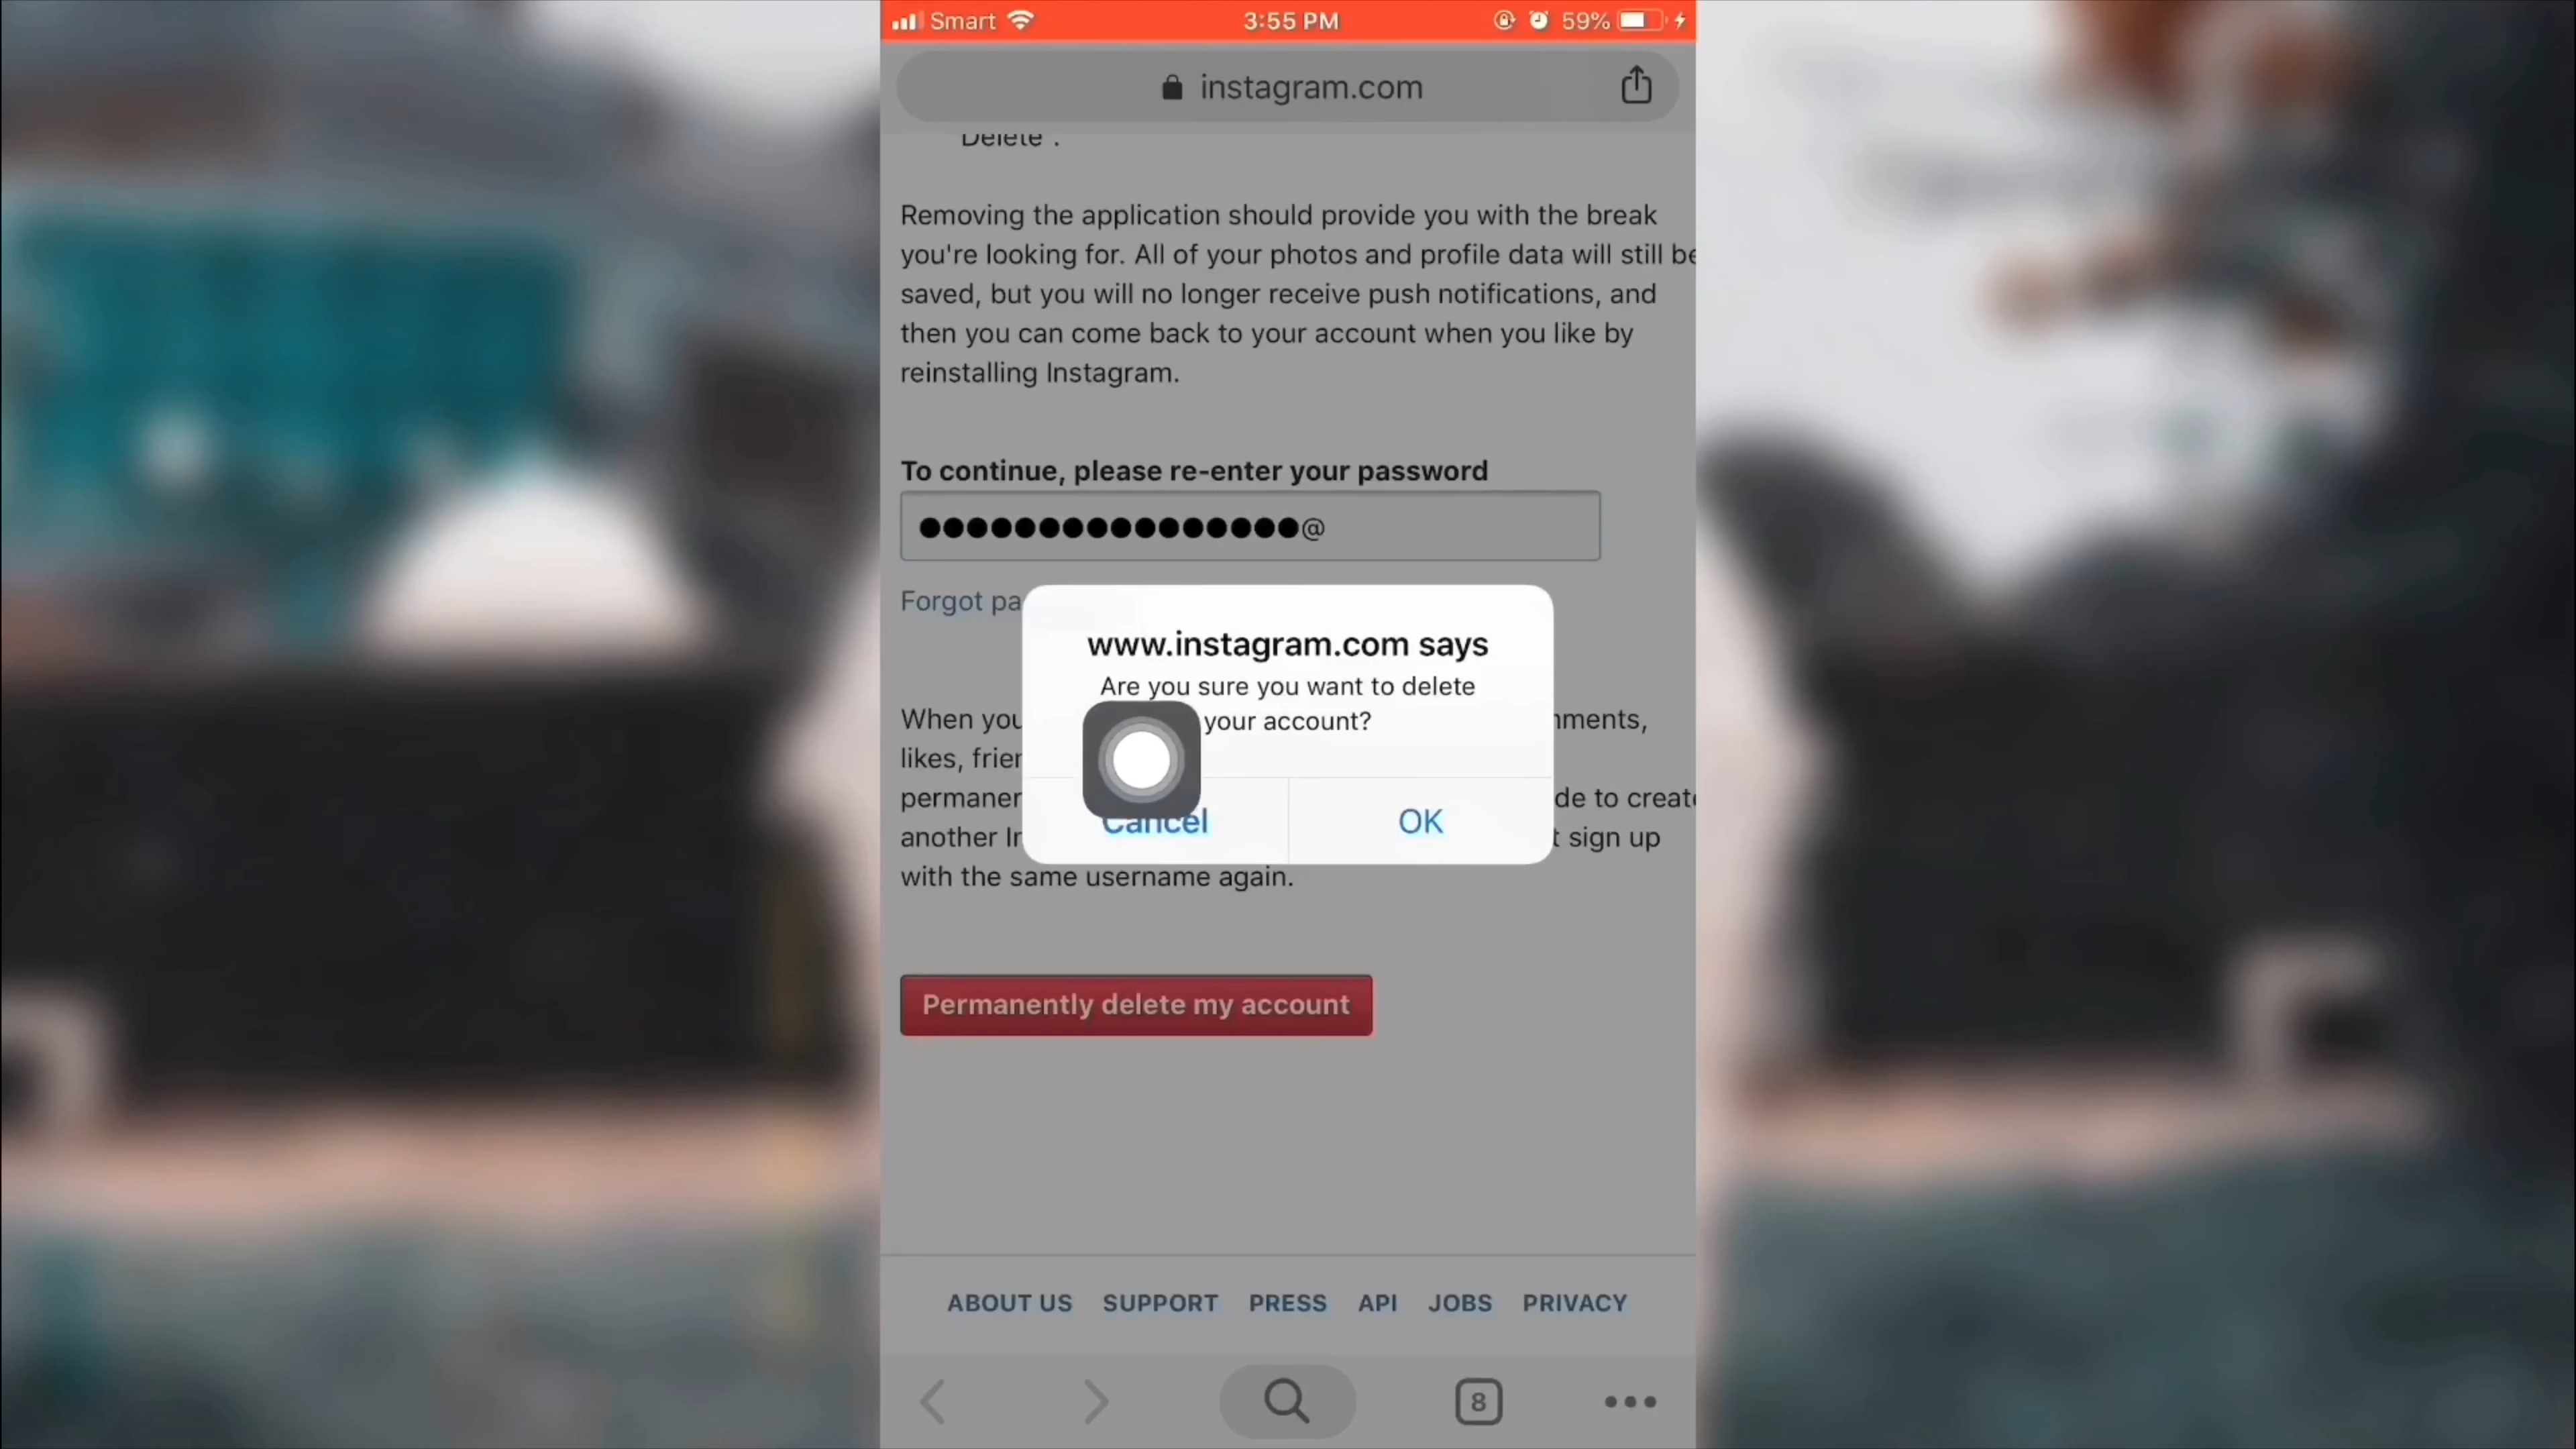 Smart 3:55 PM 59%
instagram.com
Delete".
Removing the application should provide you with the break
you're looking for. All of your photos and profile data will still be
saved, but you will no longer receive push notifications, and
then you can come back to your account when you like by
reinstalling Instagram.
To continue, please re-enter your password
●●●●●●●●●●●●●●●●@
Forgot pa
www.instagram.com says
Are you sure you want to delete
your account?
Cancel OK
When you mments,
likes, frien
permanen de to create
another In t sign up
with the same username again.
Permanently delete my account
ABOUT US SUPPORT PRESS API JOBS PRIVACY
8